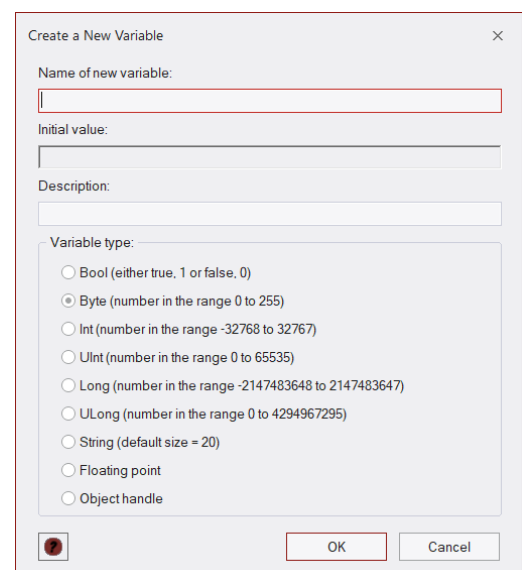 Create a New Variable
Name of new variable:
Initial value:
Description:
Variable type:
Bool (either true, 1 or false, 0)
Byte (number in the range 0 to 255)
Int (number in the range -32768 to 32767)
UInt (number in the range 0 to 65535)
Long (number in the range -2147483648 to 2147483647)
ULong (number in the range 0 to 4294967295)
String (default size = 20)
Floating point
Object handle
? OK Cancel